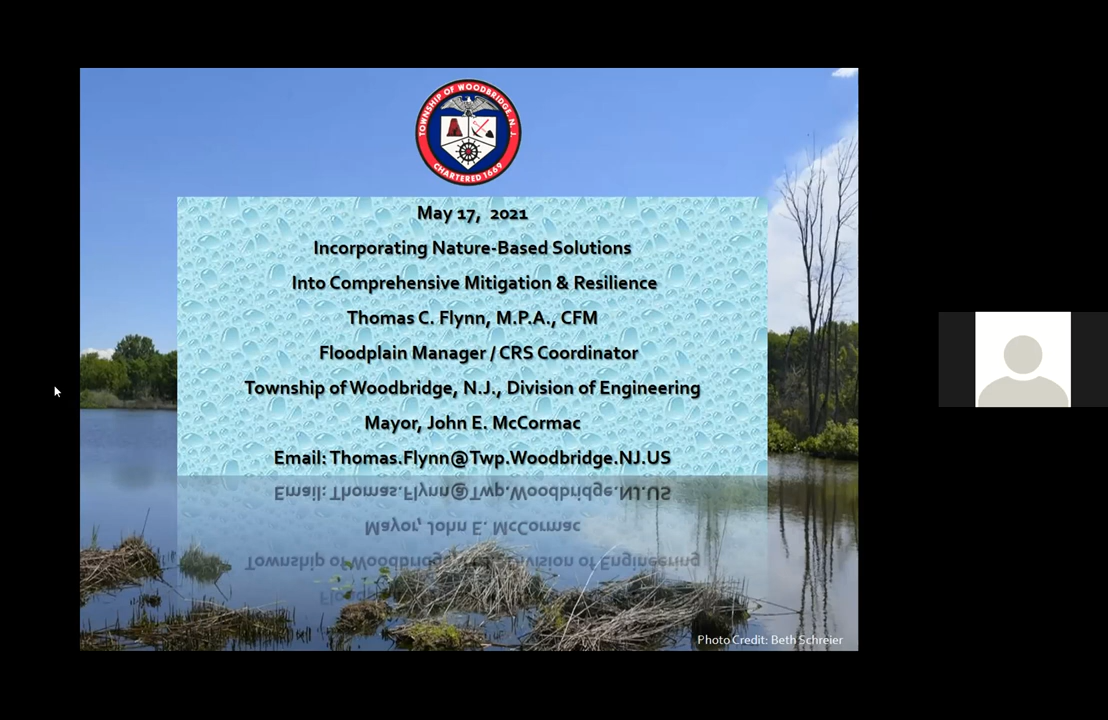 TOWNSHIP OF WOODBRIDGE, N. J.
CHARTERED 1669
May 17, 2021
Incorporating Nature-Based Solutions
Into Comprehensive Mitigation & Resilience
Thomas C. Flynn, M.P.A., CFM
Floodplain Manager / CRS Coordinator
Township of Woodbridge, N.J., Division of Engineering
Mayor, John E. McCormac
Email: Thomas.Flynn@Twp.Woodbridge.NJ.US
Photo Credit: Beth Schreier